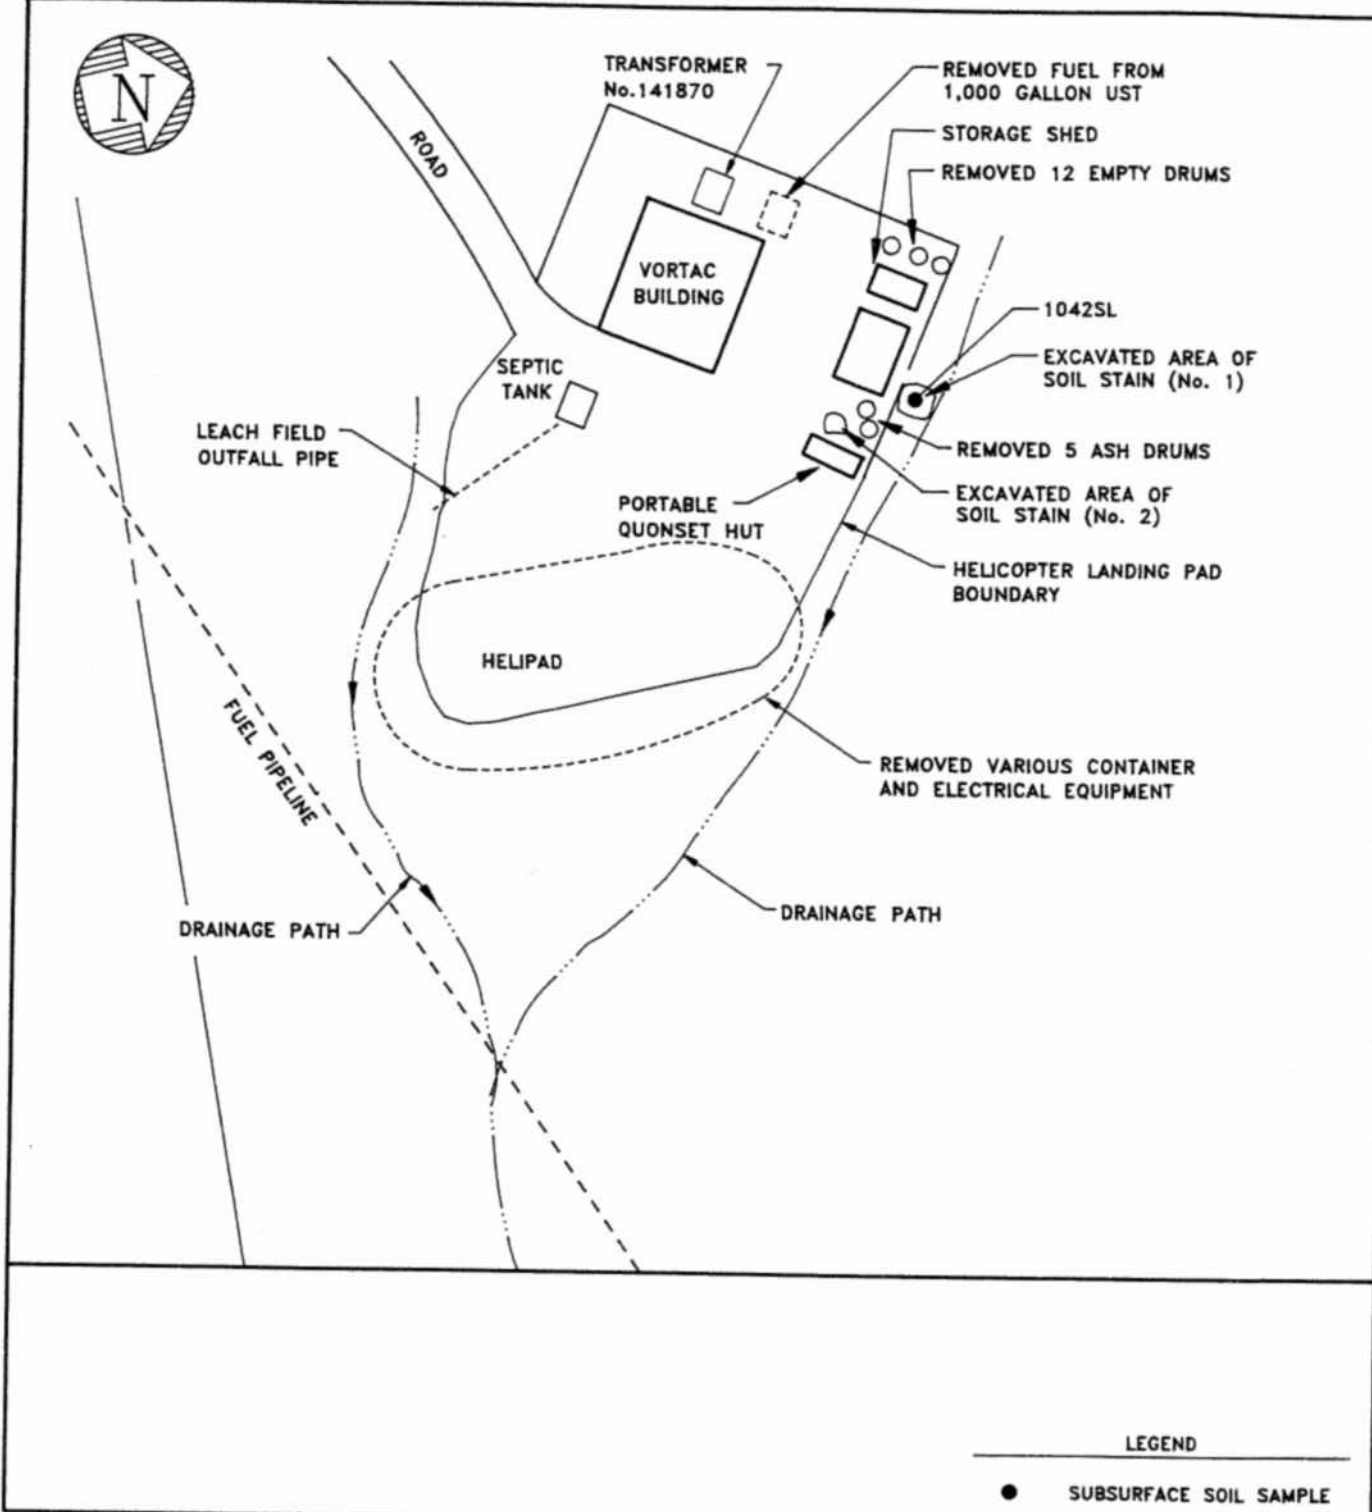 N
TRANSFORMER
No.141870
REMOVED FUEL FROM
1,000 GALLON UST
STORAGE SHED
REMOVED 12 EMPTY DRUMS
ROAD
VORTAC
BUILDING
1042SL
EXCAVATED AREA OF
SOIL STAIN (No. 1)
SEPTIC
TANK
LEACH FIELD
OUTFALL PIPE
REMOVED 5 ASH DRUMS
EXCAVATED AREA OF
SOIL STAIN (No. 2)
PORTABLE
QUONSET HUT
HELICOPTER LANDING PAD
BOUNDARY
HELIPAD
FUEL PIPELINE
REMOVED VARIOUS CONTAINER
AND ELECTRICAL EQUIPMENT
DRAINAGE PATH
DRAINAGE PATH
LEGEND
SUBSURFACE SOIL SAMPLE